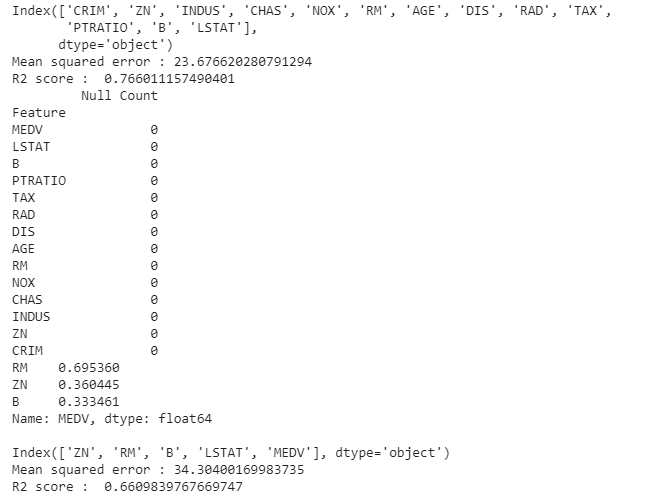 Index(['CRIM', 'ZN', 'INDUS', 'CHAS', 'NOX', 'RM', 'AGE', 'DIS', 'RAD', 'TAX',
'PTRATIO', 'B', 'LSTAT'],
dtype='object')
Mean squared error : 23.676620280791294
R2 score :  0.766011157490401
Null Count
Feature
MEDV 0
LSTAT 0
B 0
PTRATIO 0
TAX 0
RAD 0
DIS 0
AGE 0
RM 0
NOX 0
CHAS 0
INDUS 0
ZN 0
CRIM 0
RM 0.695360
ZN 0.360445
B 0.333461
Name: MEDV, dtype: float64
Index(['ZN', 'RM', 'B', 'LSTAT', 'MEDV'], dtype='object')
Mean squared error : 34.30400169983735
R2 score :  0.6609839767669747